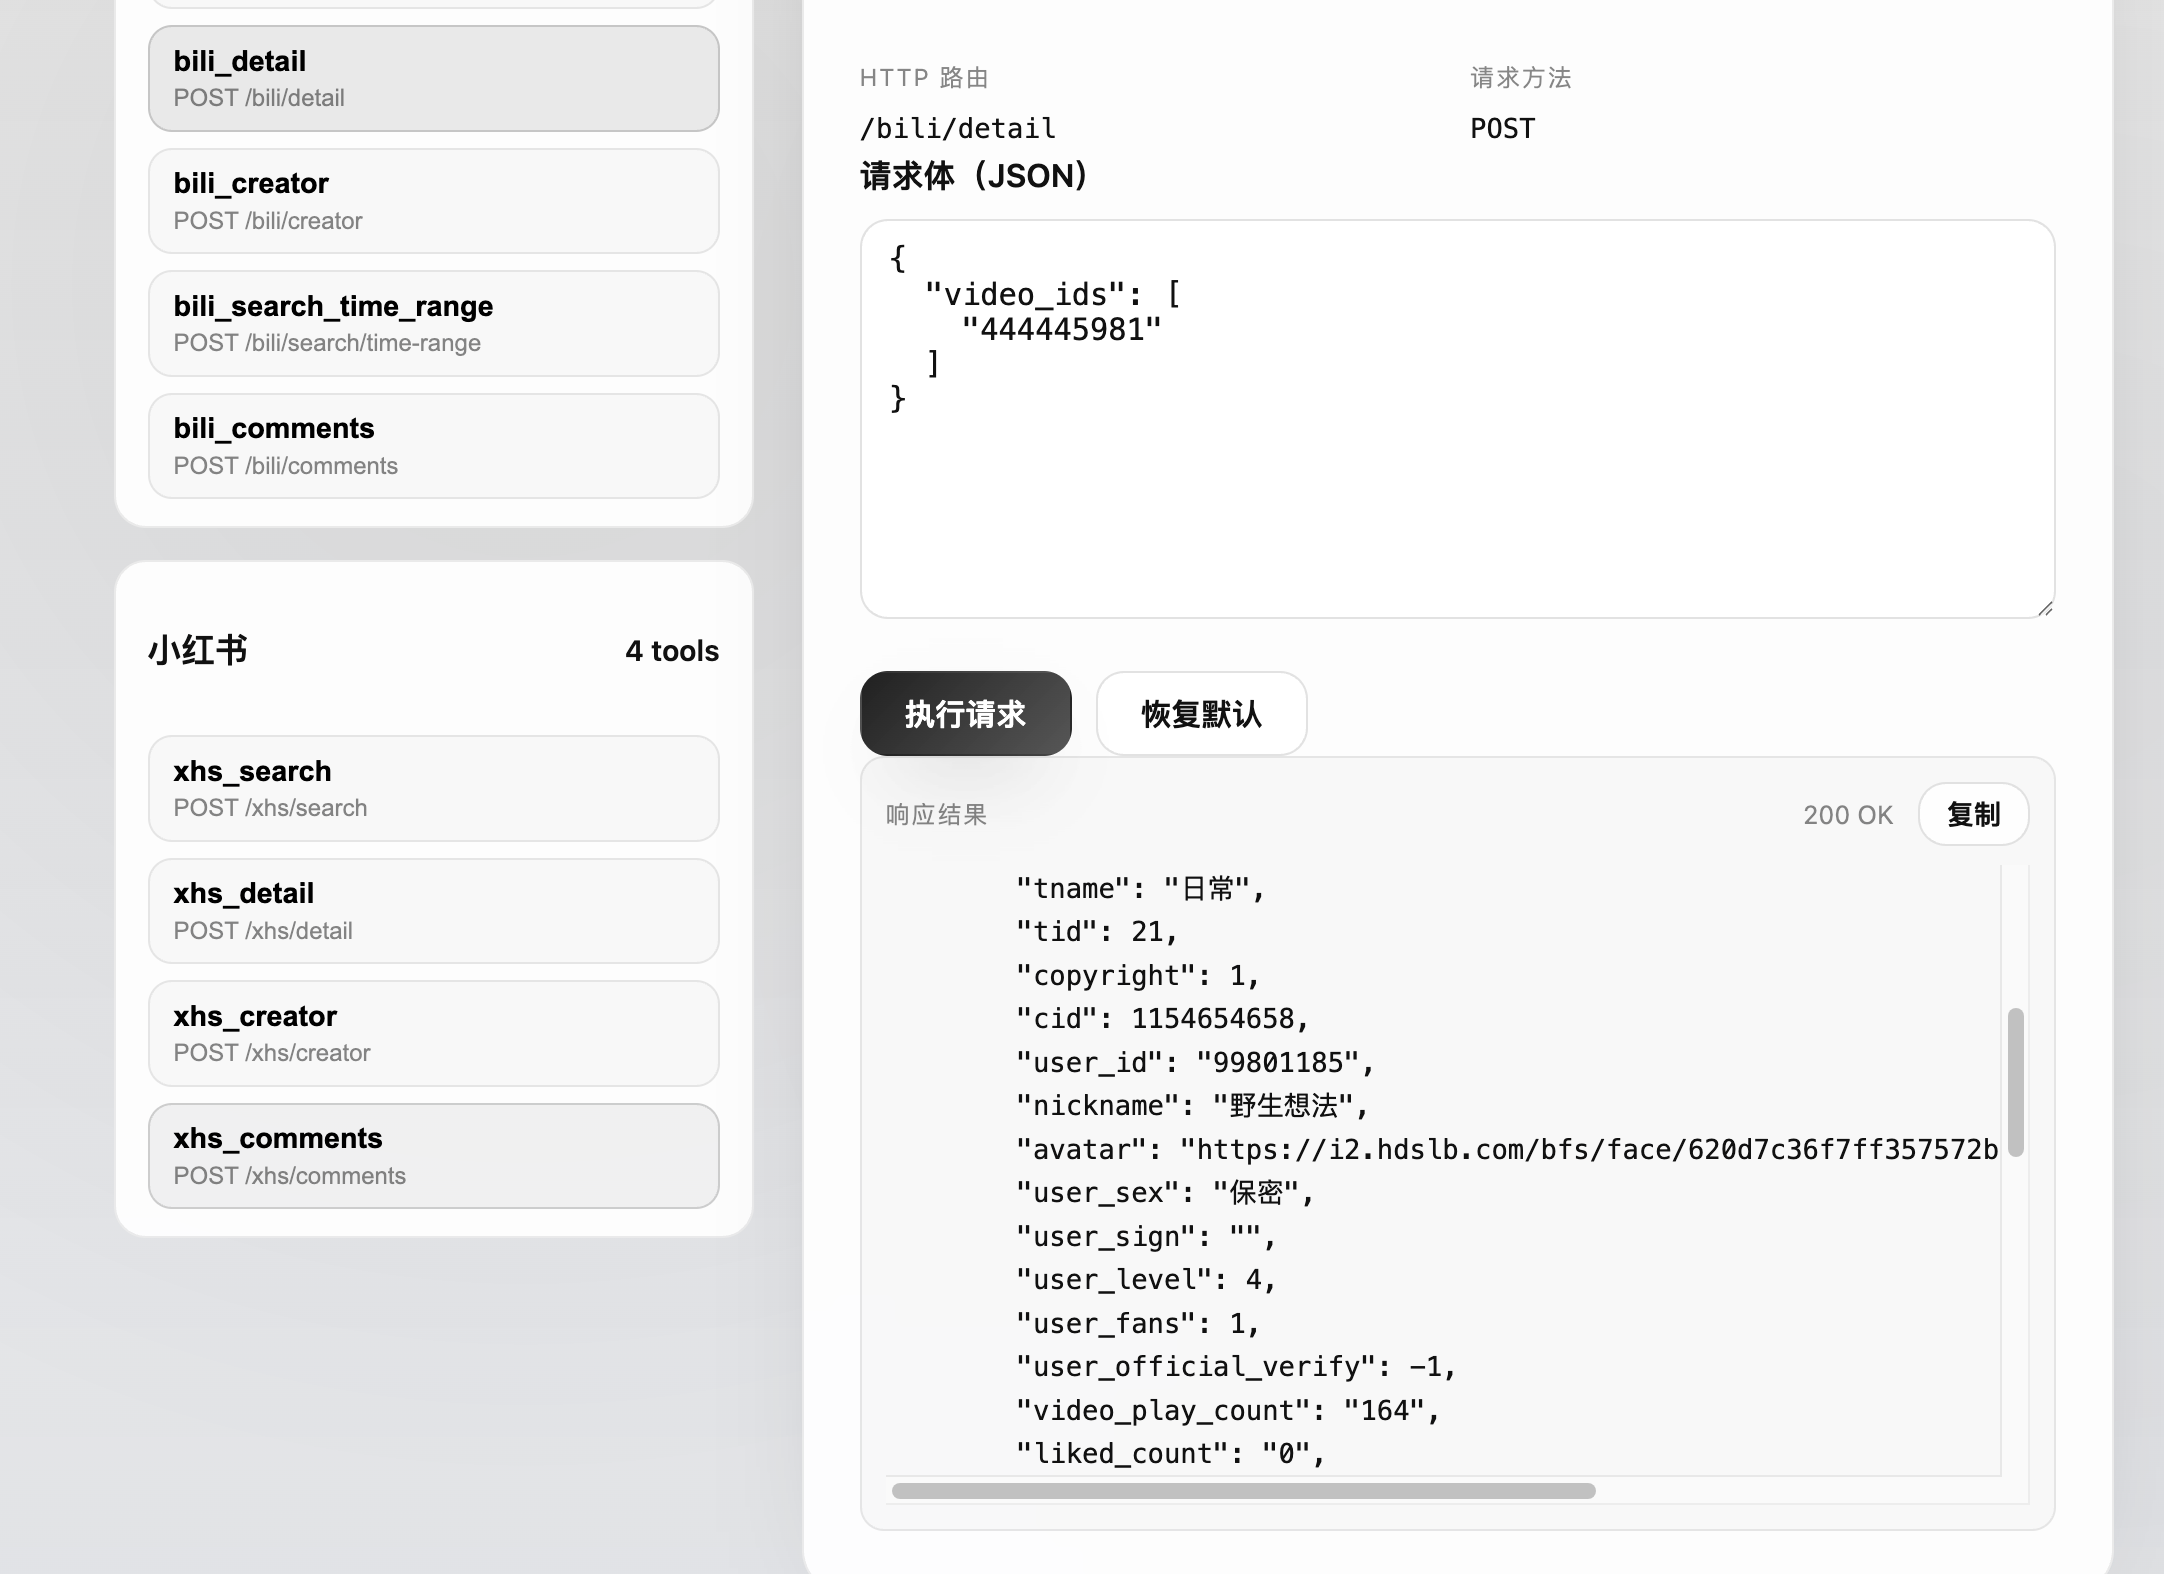 bili_detail
POST /bili/detail
bili_creator
POST /bili/creator
bili_search_time_range
POST /bili/search/time-range
bili_comments
POST /bili/comments
小红书
4 tools
xhs_search
POST /xhs/search
xhs_detail
POST /xhs/detail
xhs_creator
POST /xhs/creator
xhs_comments
POST /xhs/comments
HTTP 路由
请求方法
/bili/detail
POST
请求体（JSON）
{
"video_ids": [
"444445981"
]
}
执行请求
恢复默认
响应结果
200 OK
复制
"tname": "日常",
"tid": 21,
"copyright": 1,
"cid": 1154654658,
"user_id": "99801185",
"nickname": "野生想法",
"avatar": "https://i2.hdslb.com/bfs/face/620d7c36f7ff357572b
"user_sex": "保密",
"user_sign": "",
"user_level": 4,
"user_fans": 1,
"user_official_verify": -1,
"video_play_count": "164",
"liked_count": "0",